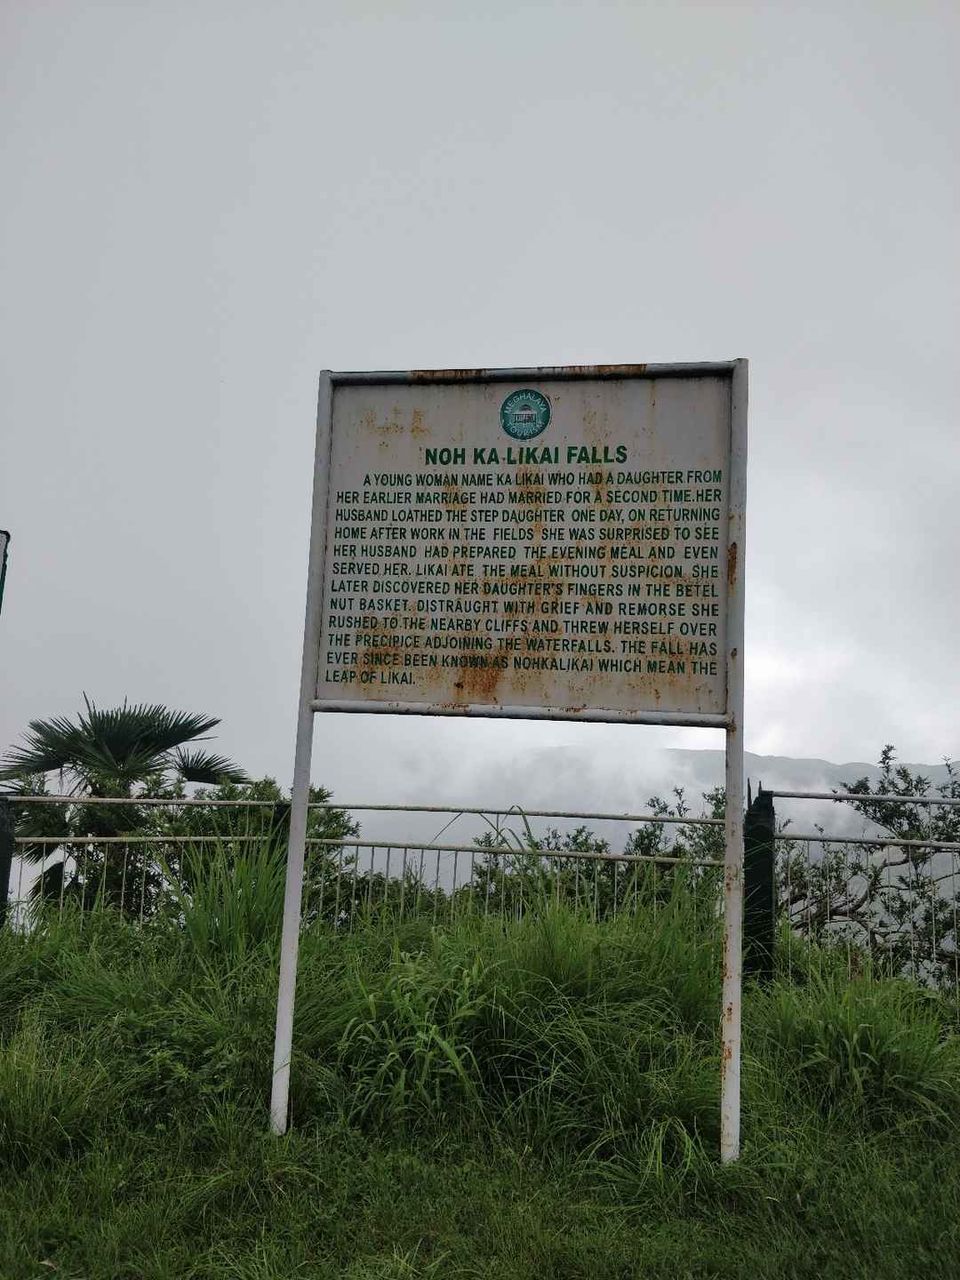 MEGHALAYA
TOURISM
NOH KA-LIKAI FALLS
A YOUNG WOMAN NAME KA LIKAI WHO HAD A DAUGHTER FROM
HER EARLIER MARRIAGE HAD MARRIED FOR A SECOND TIME.HER
HUSBAND LOATHED THE STEP DAUGHTER ONE DAY, ON RETURNING
HOME AFTER WORK IN THE FIELDS SHE WAS SURPRISED TO SEE
HER HUSBAND HAD PREPARED THE EVENING MEAL AND EVEN
SERVED HER. LIKAI ATE THE MEAL WITHOUT SUSPICION. SHE
LATER DISCOVERED HER DAUGHTER'S FINGERS IN THE BETEL
NUT BASKET. DISTRAUGHT WITH GRIEF AND REMORSE SHE
RUSHED TO THE NEARBY CLIFFS AND THREW HERSELF OVER
THE PRECIPICE ADJOINING THE WATERFALLS. THE FALL HAS
EVER SINCE BEEN KNOWN AS NOHKALIKAI WHICH MEAN THE
LEAP OF LIKAI.